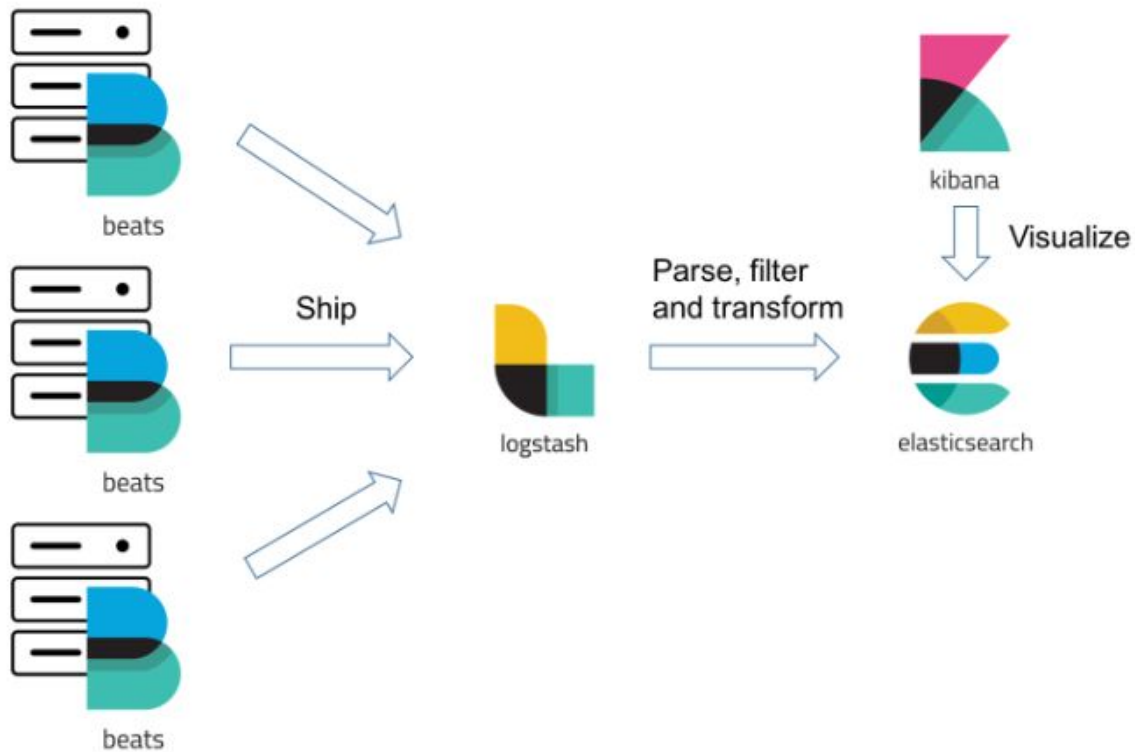 beats
beats
beats
Ship
logstash
Parse, filter
and transform
kibana
Visualize
elasticsearch